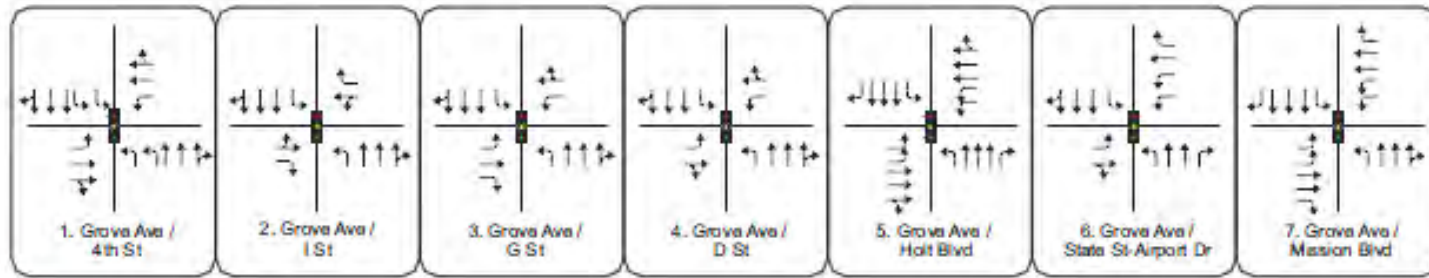 1. Grove Ave /
4th St
2. Grove Ave /
I St
3. Grove Ave /
G St
4. Grove Ave /
D St
5. Grove Ave /
Holt Blvd
6. Grove Ave /
State St-Airport Dr
7. Grove Ave /
Mission Blvd